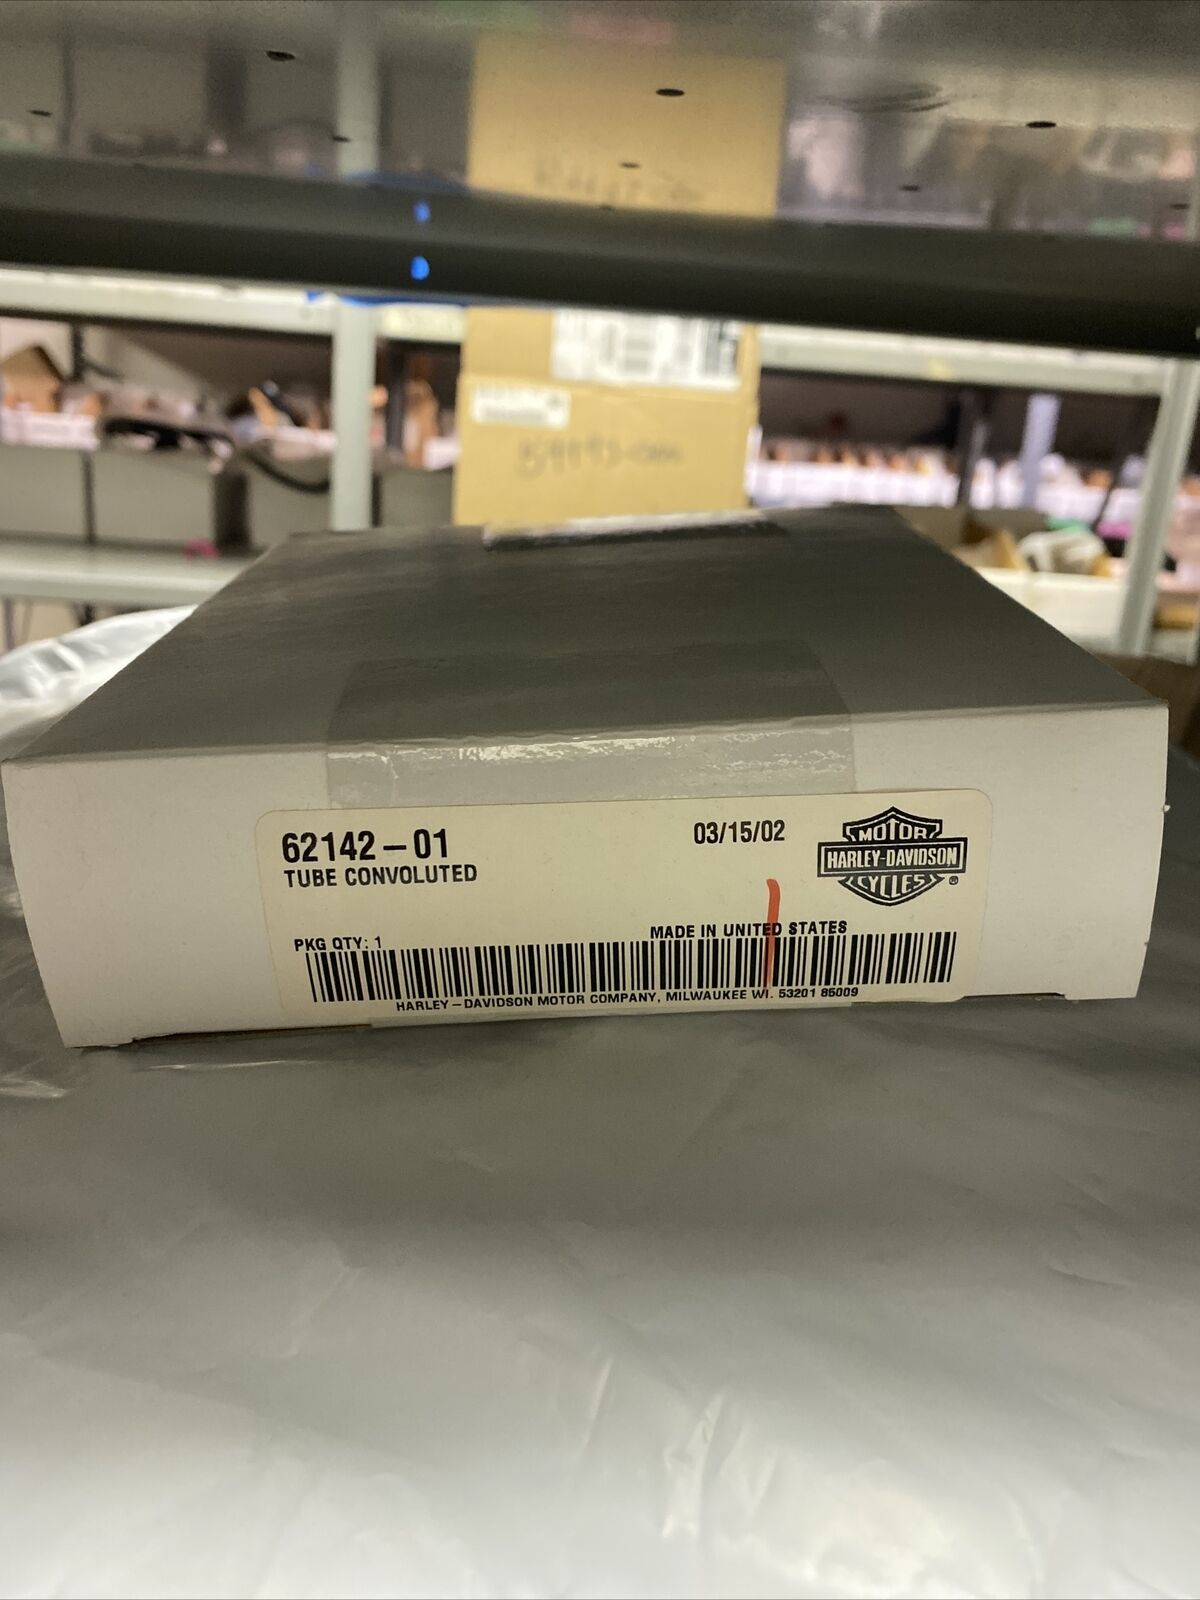 62142-01
TUBE CONVOLUTED
03/15/02
MOTOR
HARLEY-DAVIDSON
CYCLES ®
PKG QTY: 1
MADE IN UNITED STATES
HARLEY-DAVIDSON MOTOR COMPANY, MILWAUKEE WI. 53201 85009